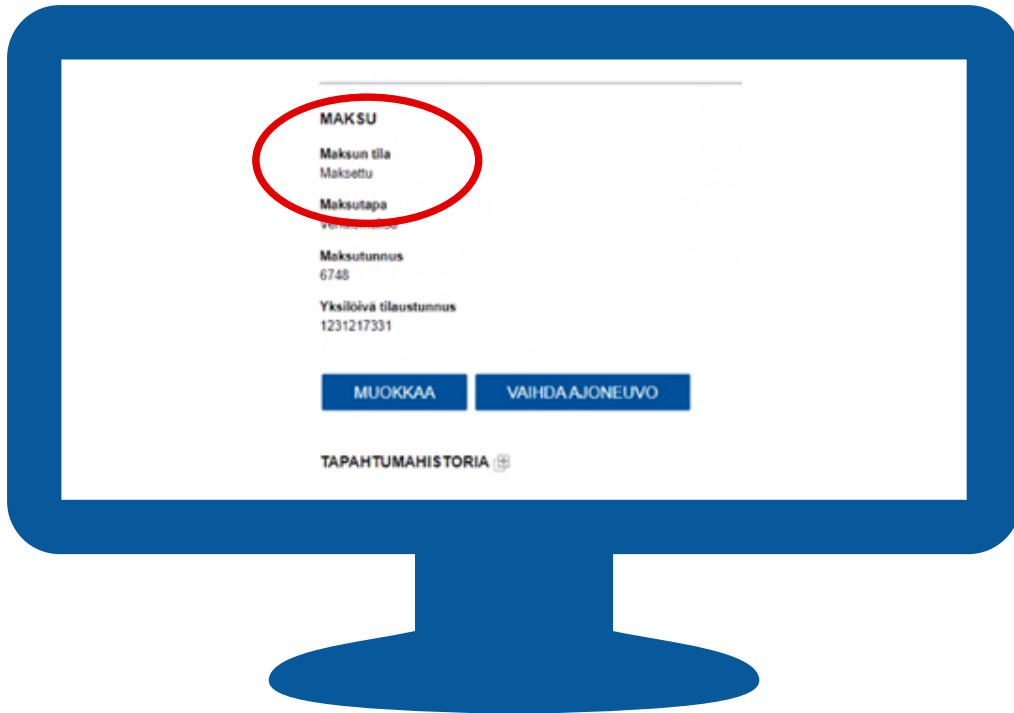 MAKSU
Maksun tila
Maksettu
Maksutapa
Maksutunnus
6748
Yksilöivä tilaustunnus
1231217331
MUOKKAA
VAIHDA AJONEUVO
TAPAHTUMAHISTORIA